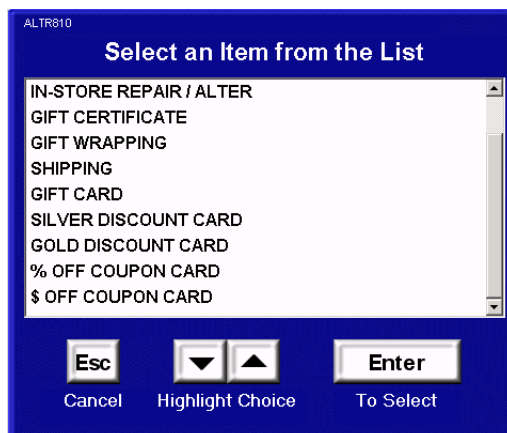 ALTR810
Select an Item from the List
IN-STORE REPAIR / ALTER
GIFT CERTIFICATE
GIFT WRAPPING
SHIPPING
GIFT CARD
SILVER DISCOUNT CARD
GOLD DISCOUNT CARD
% OFF COUPON CARD
$ OFF COUPON CARD
Esc Enter
Cancel Highlight Choice To Select